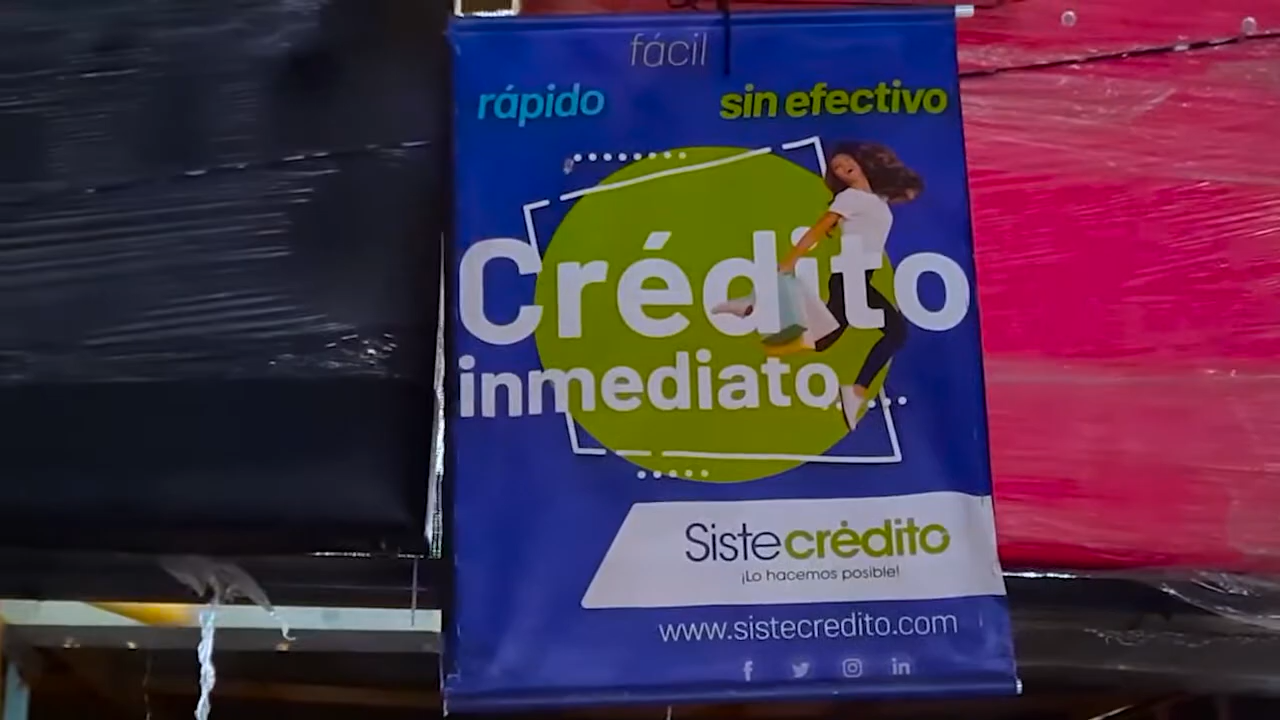 fácil
rápido
sin efectivo
Crédito
inmediato
Sistecrédito
¡Lo hacemos posible!
www.sistecredito.com